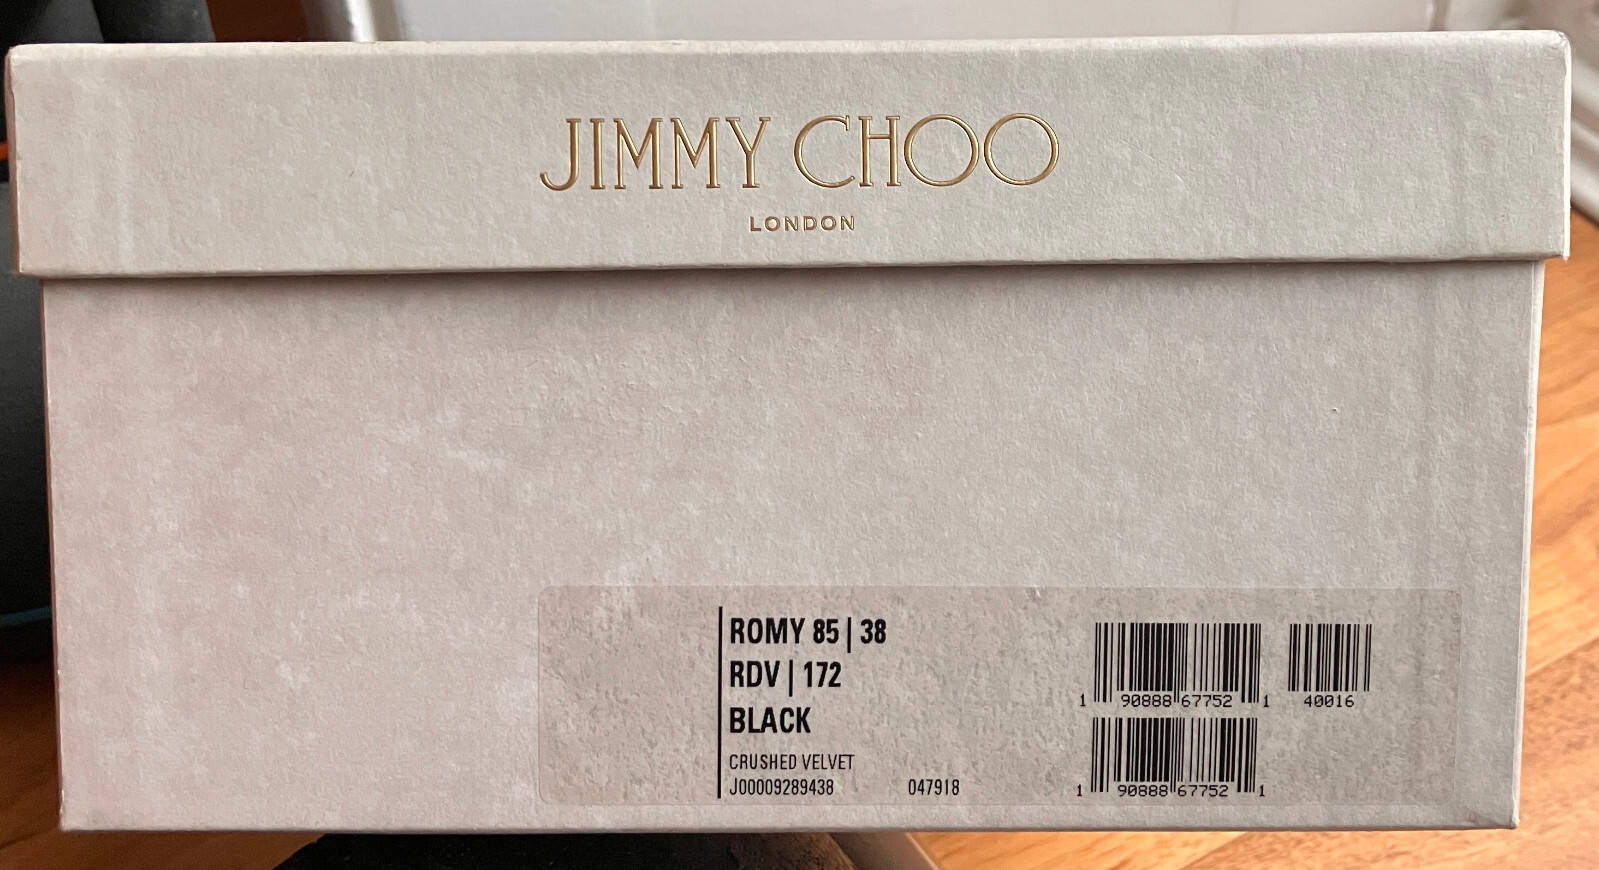 JIMMY CHOO
LONDON
ROMY 85 | 38
RDV | 172
BLACK
CRUSHED VELVET
J00009289438 047918
1 90888 67752 1 40016
1 90888 67752 1